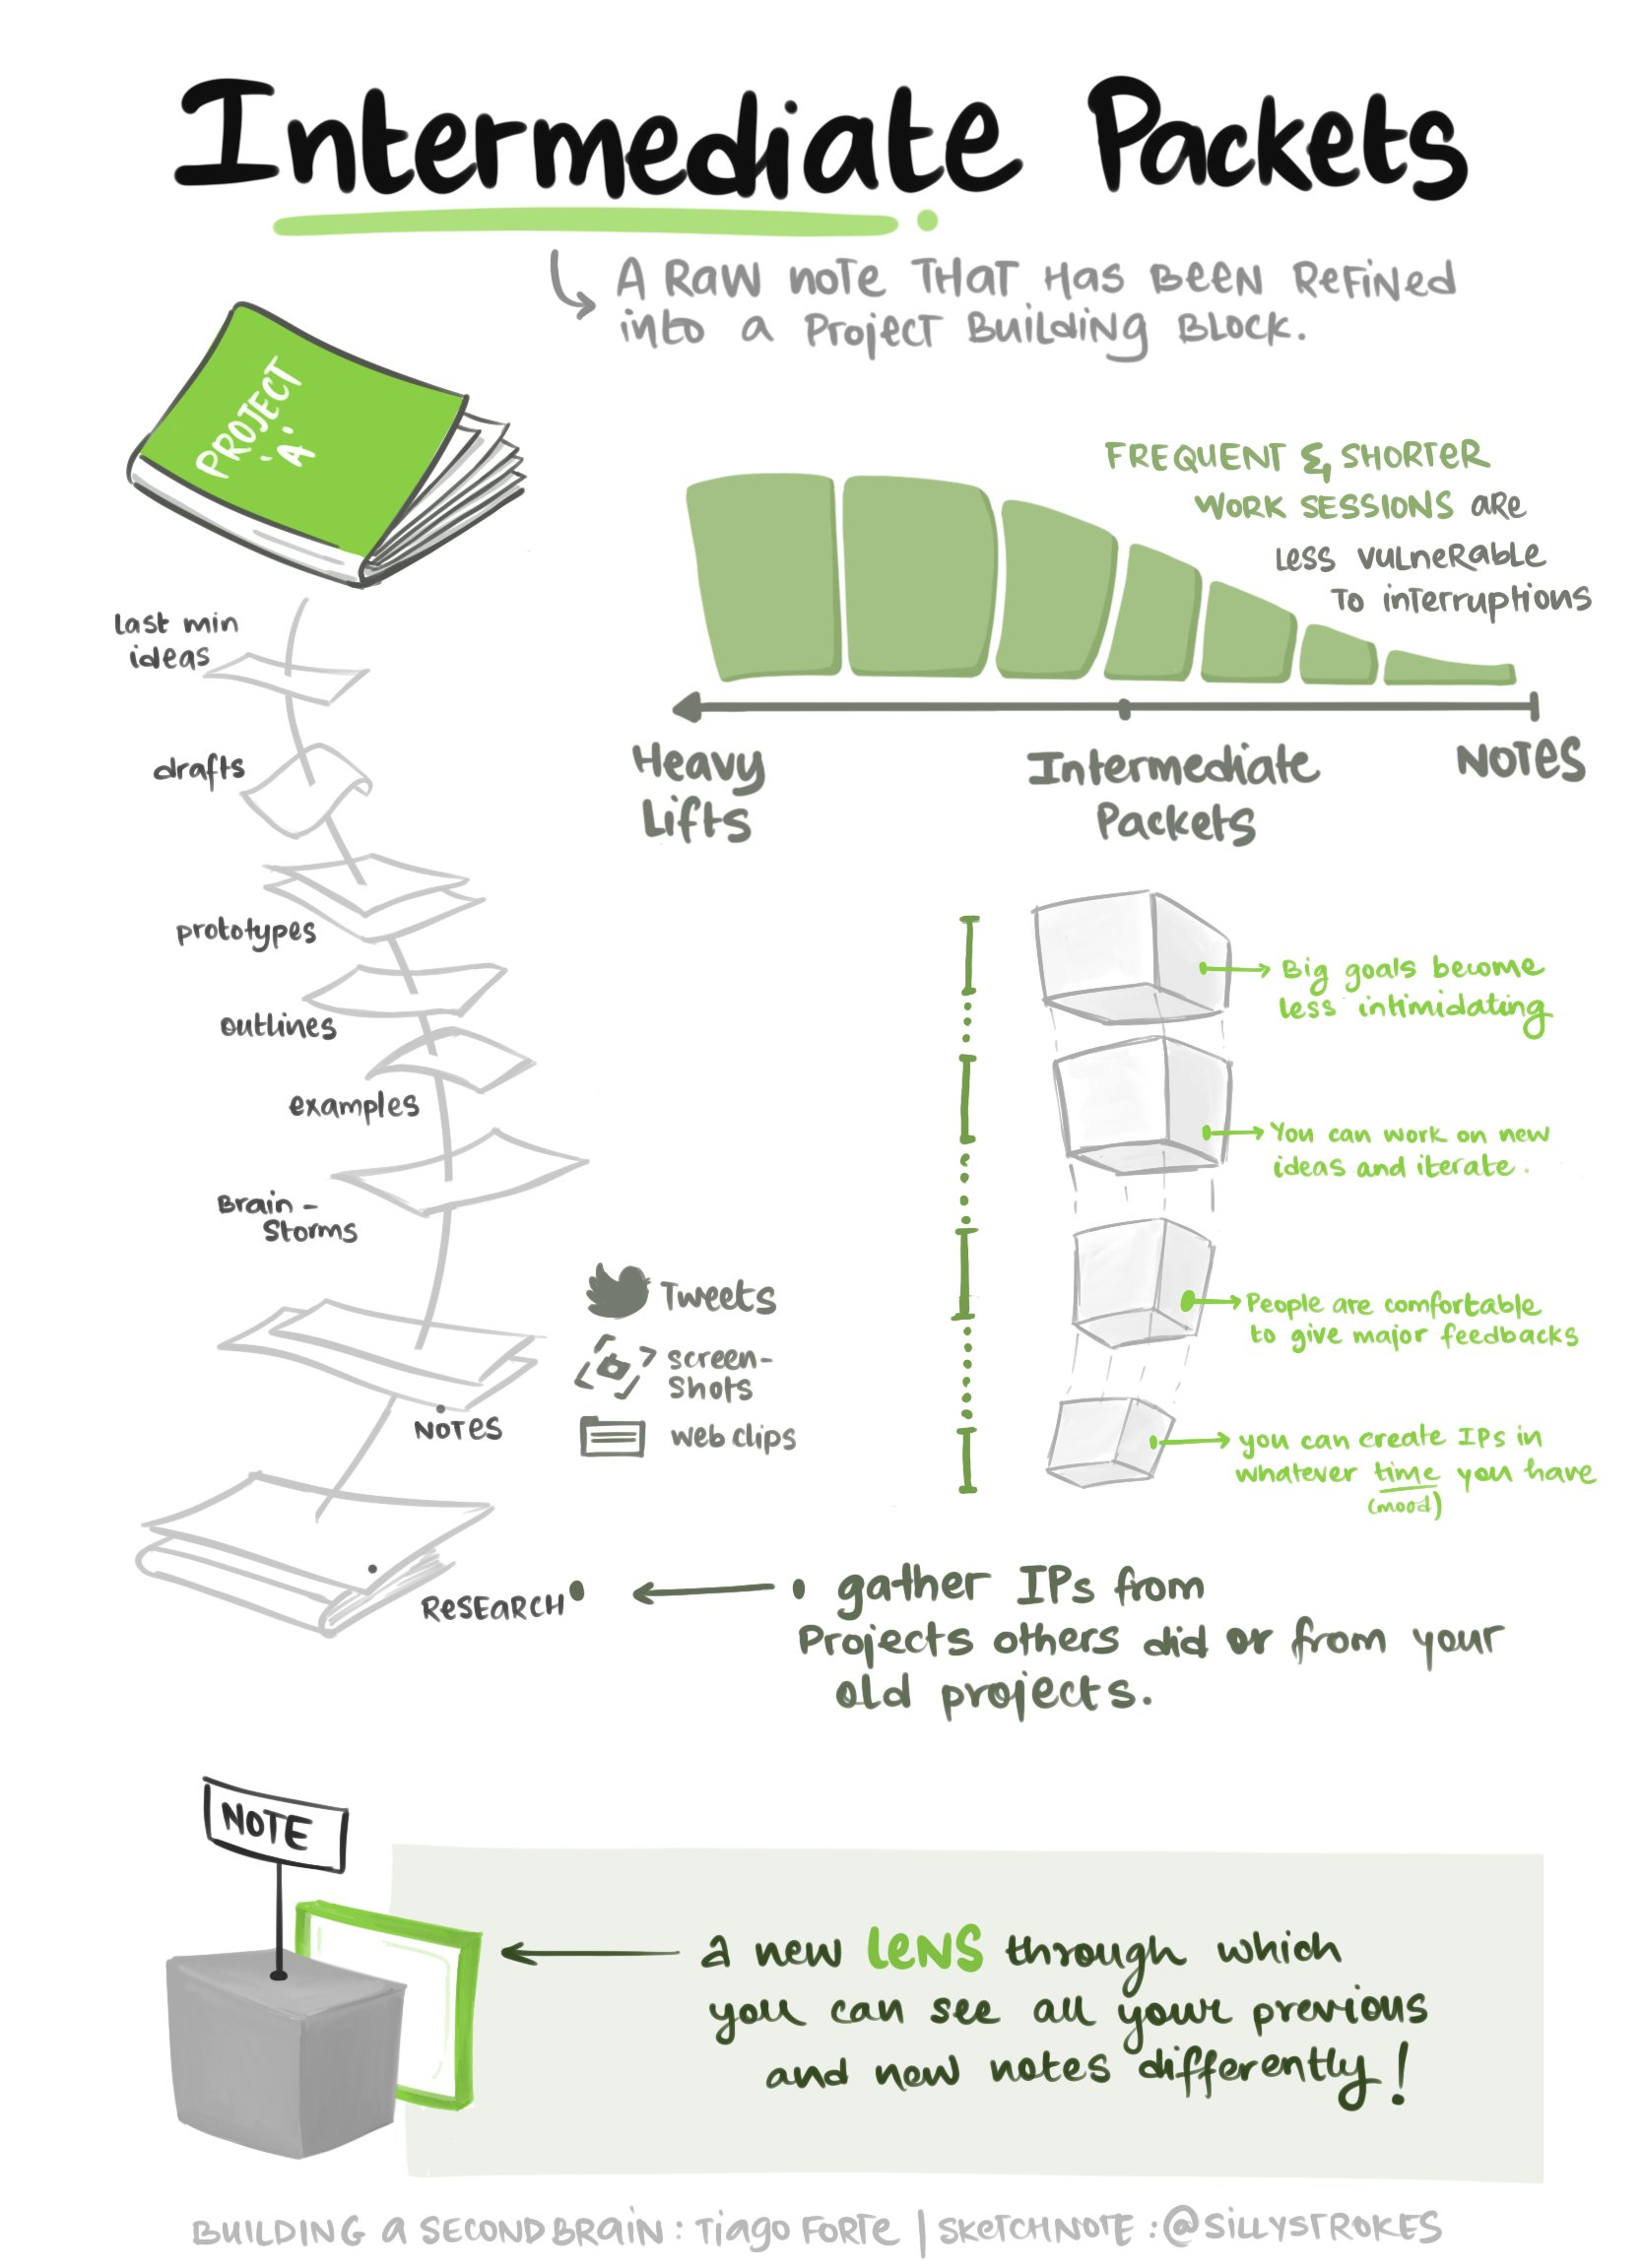 Intermediate Packets
A RAW NOTE THAT HAS BEEN REFINED
into a PROJECT BUILDING BLOCK.
PROJECT
'A'
FREQUENT & SHORTER
WORK SESSIONS ARE
LESS VULNERABLE
TO interruptions
Heavy
Lifts
Intermediate
Packets
NOTES
last min
ideas
drafts
prototypes
outlines
examples
Brain-
Storms
NOTES
Tweets
screen-
shots
web clips
RESEARCH
Big goals become
less intimidating
You can work on new
ideas and iterate.
People are comfortable
to give major feedbacks
you can create IPs in
whatever time you have
(mood)
gather IPs from
Projects others did or from your
old projects.
NOTE
a new LENS through which
you can see all your previous
and new notes differently!
BUILDING A SECOND BRAIN: Tiago FORTE | SKETCHNOTE: @SILLYSTROKES